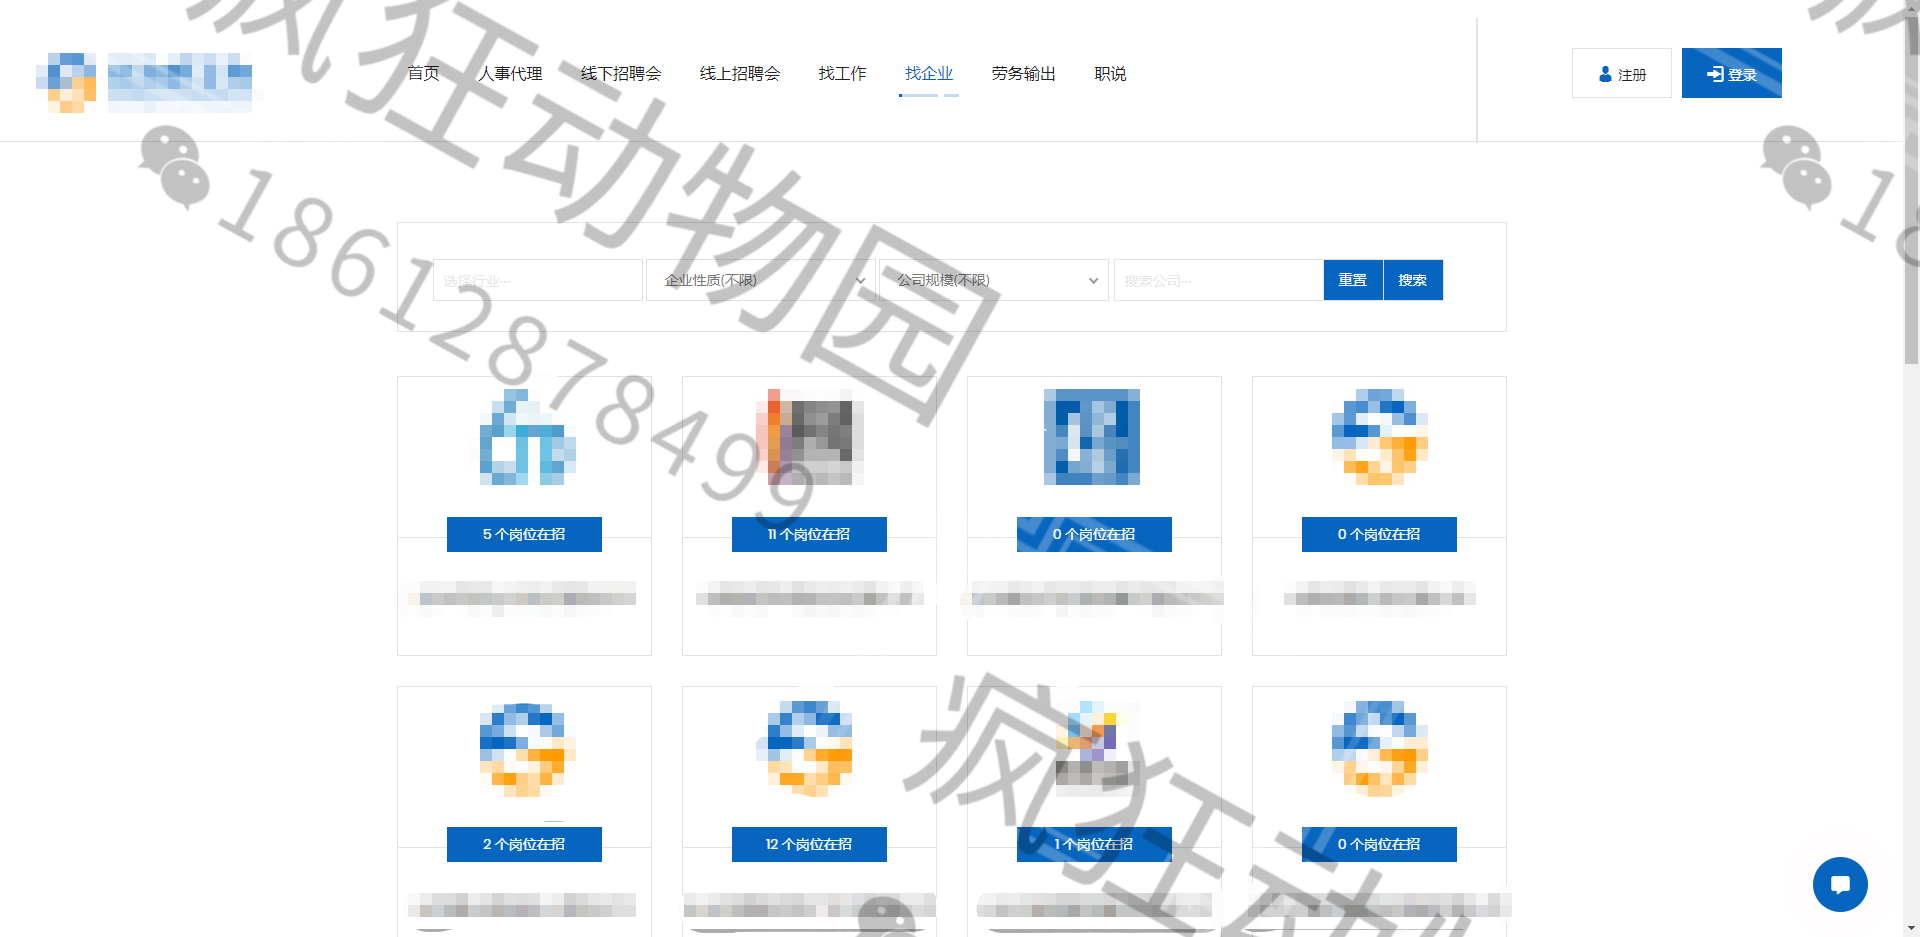 首页 人事代理 线下招聘会 线上招聘会 找工作 找企业 劳务输出 职说 注册 登录
选择行业... 企业性质(不限) 公司规模(不限) 搜索公司... 重置 搜索
5 个岗位在招 11 个岗位在招 0 个岗位在招 0 个岗位在招
2 个岗位在招 12 个岗位在招 1 个岗位在招 0 个岗位在招
疯狂动物园
18612878499
疯狂动
18